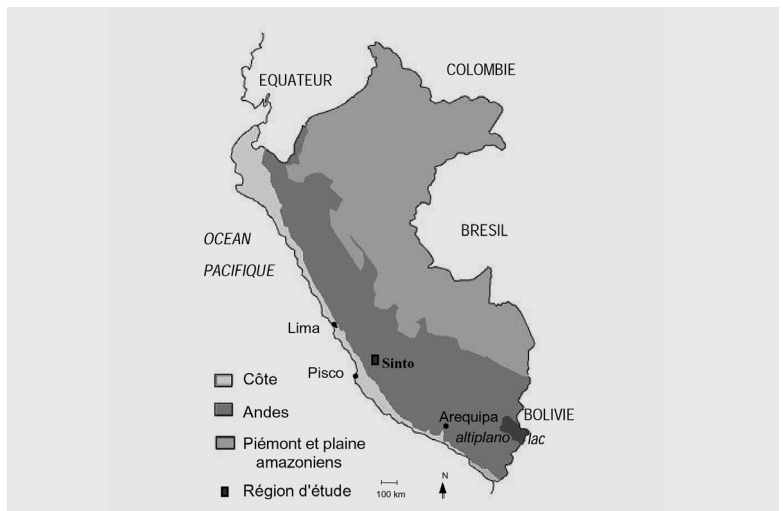 EQUATEUR
COLOMBIE
BRESIL
OCEAN
PACIFIQUE
Lima
Sinto
Pisco
Côte
Andes
Piémont et plaine
amazoniens
Région d'étude
Arequipa
BOLIVIE
altiplano
lac
100 km
N